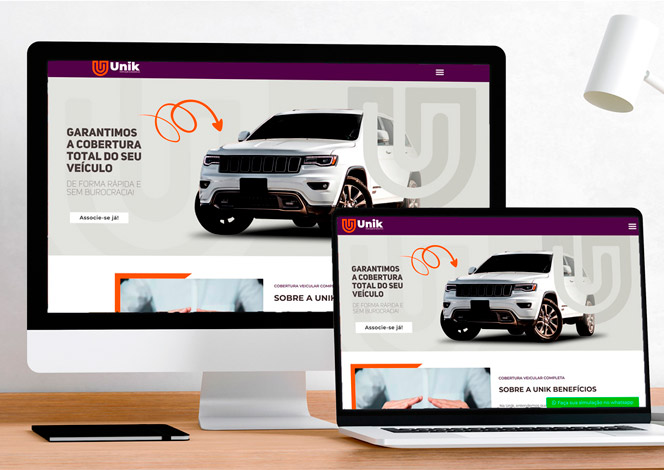 Unik
GARANTIMOS
A COBERTURA
TOTAL DO SEU
VEÍCULO
DE FORMA RÁPIDA E
SEM BUROCRACIA!
Associe-se já!
COBERTURA VEICULAR COMPLETA
SOBRE A UNIK
Unik
GARANTIMOS
A COBERTURA
TOTAL DO SEU
VEÍCULO
DE FORMA RÁPIDA E
SEM BUROCRACIA!
Associe-se já!
COBERTURA VEICULAR COMPLETA
SOBRE A UNIK BENEFÍCIOS
Faça sua simulação no whatsapp